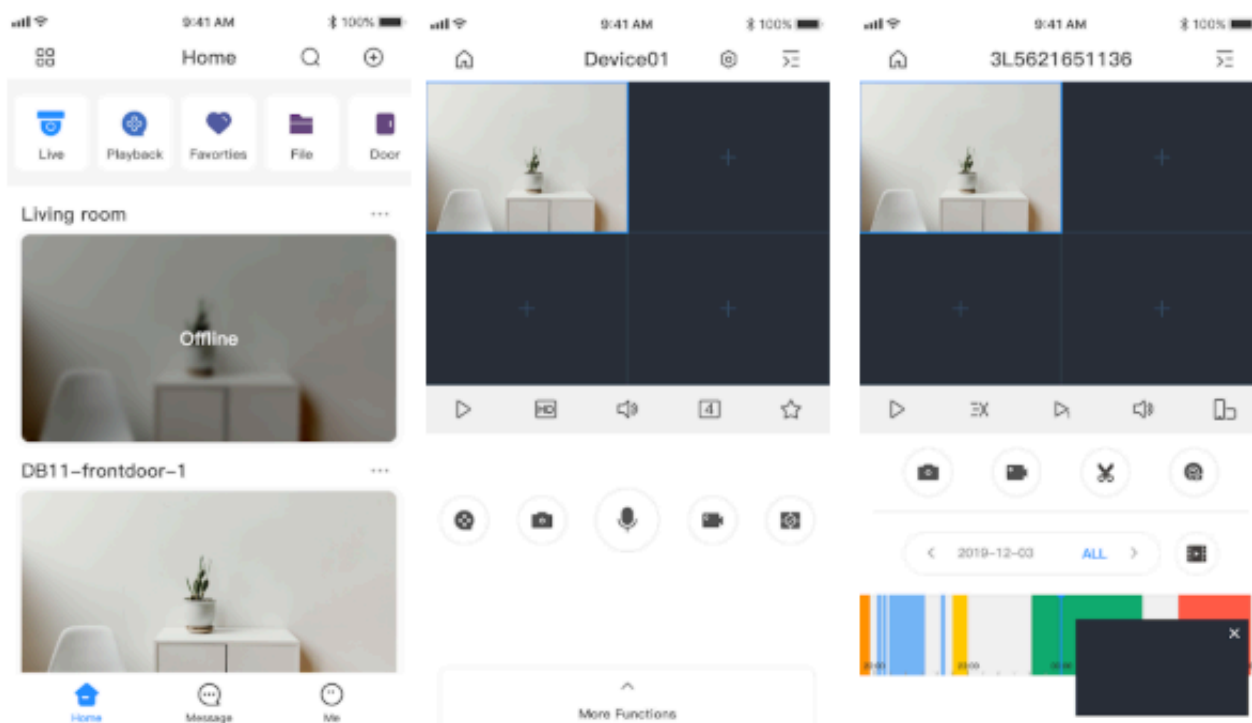 9:41 AM
100%
Home
Live
Playback
Favorties
File
Door
Living room
Offline
DB11-frontdoor-1
Home
Message
Me
9:41 AM
100%
Device01
HD
4
More Functions
9:41 AM
100%
3L5621651136
2019-12-03
ALL